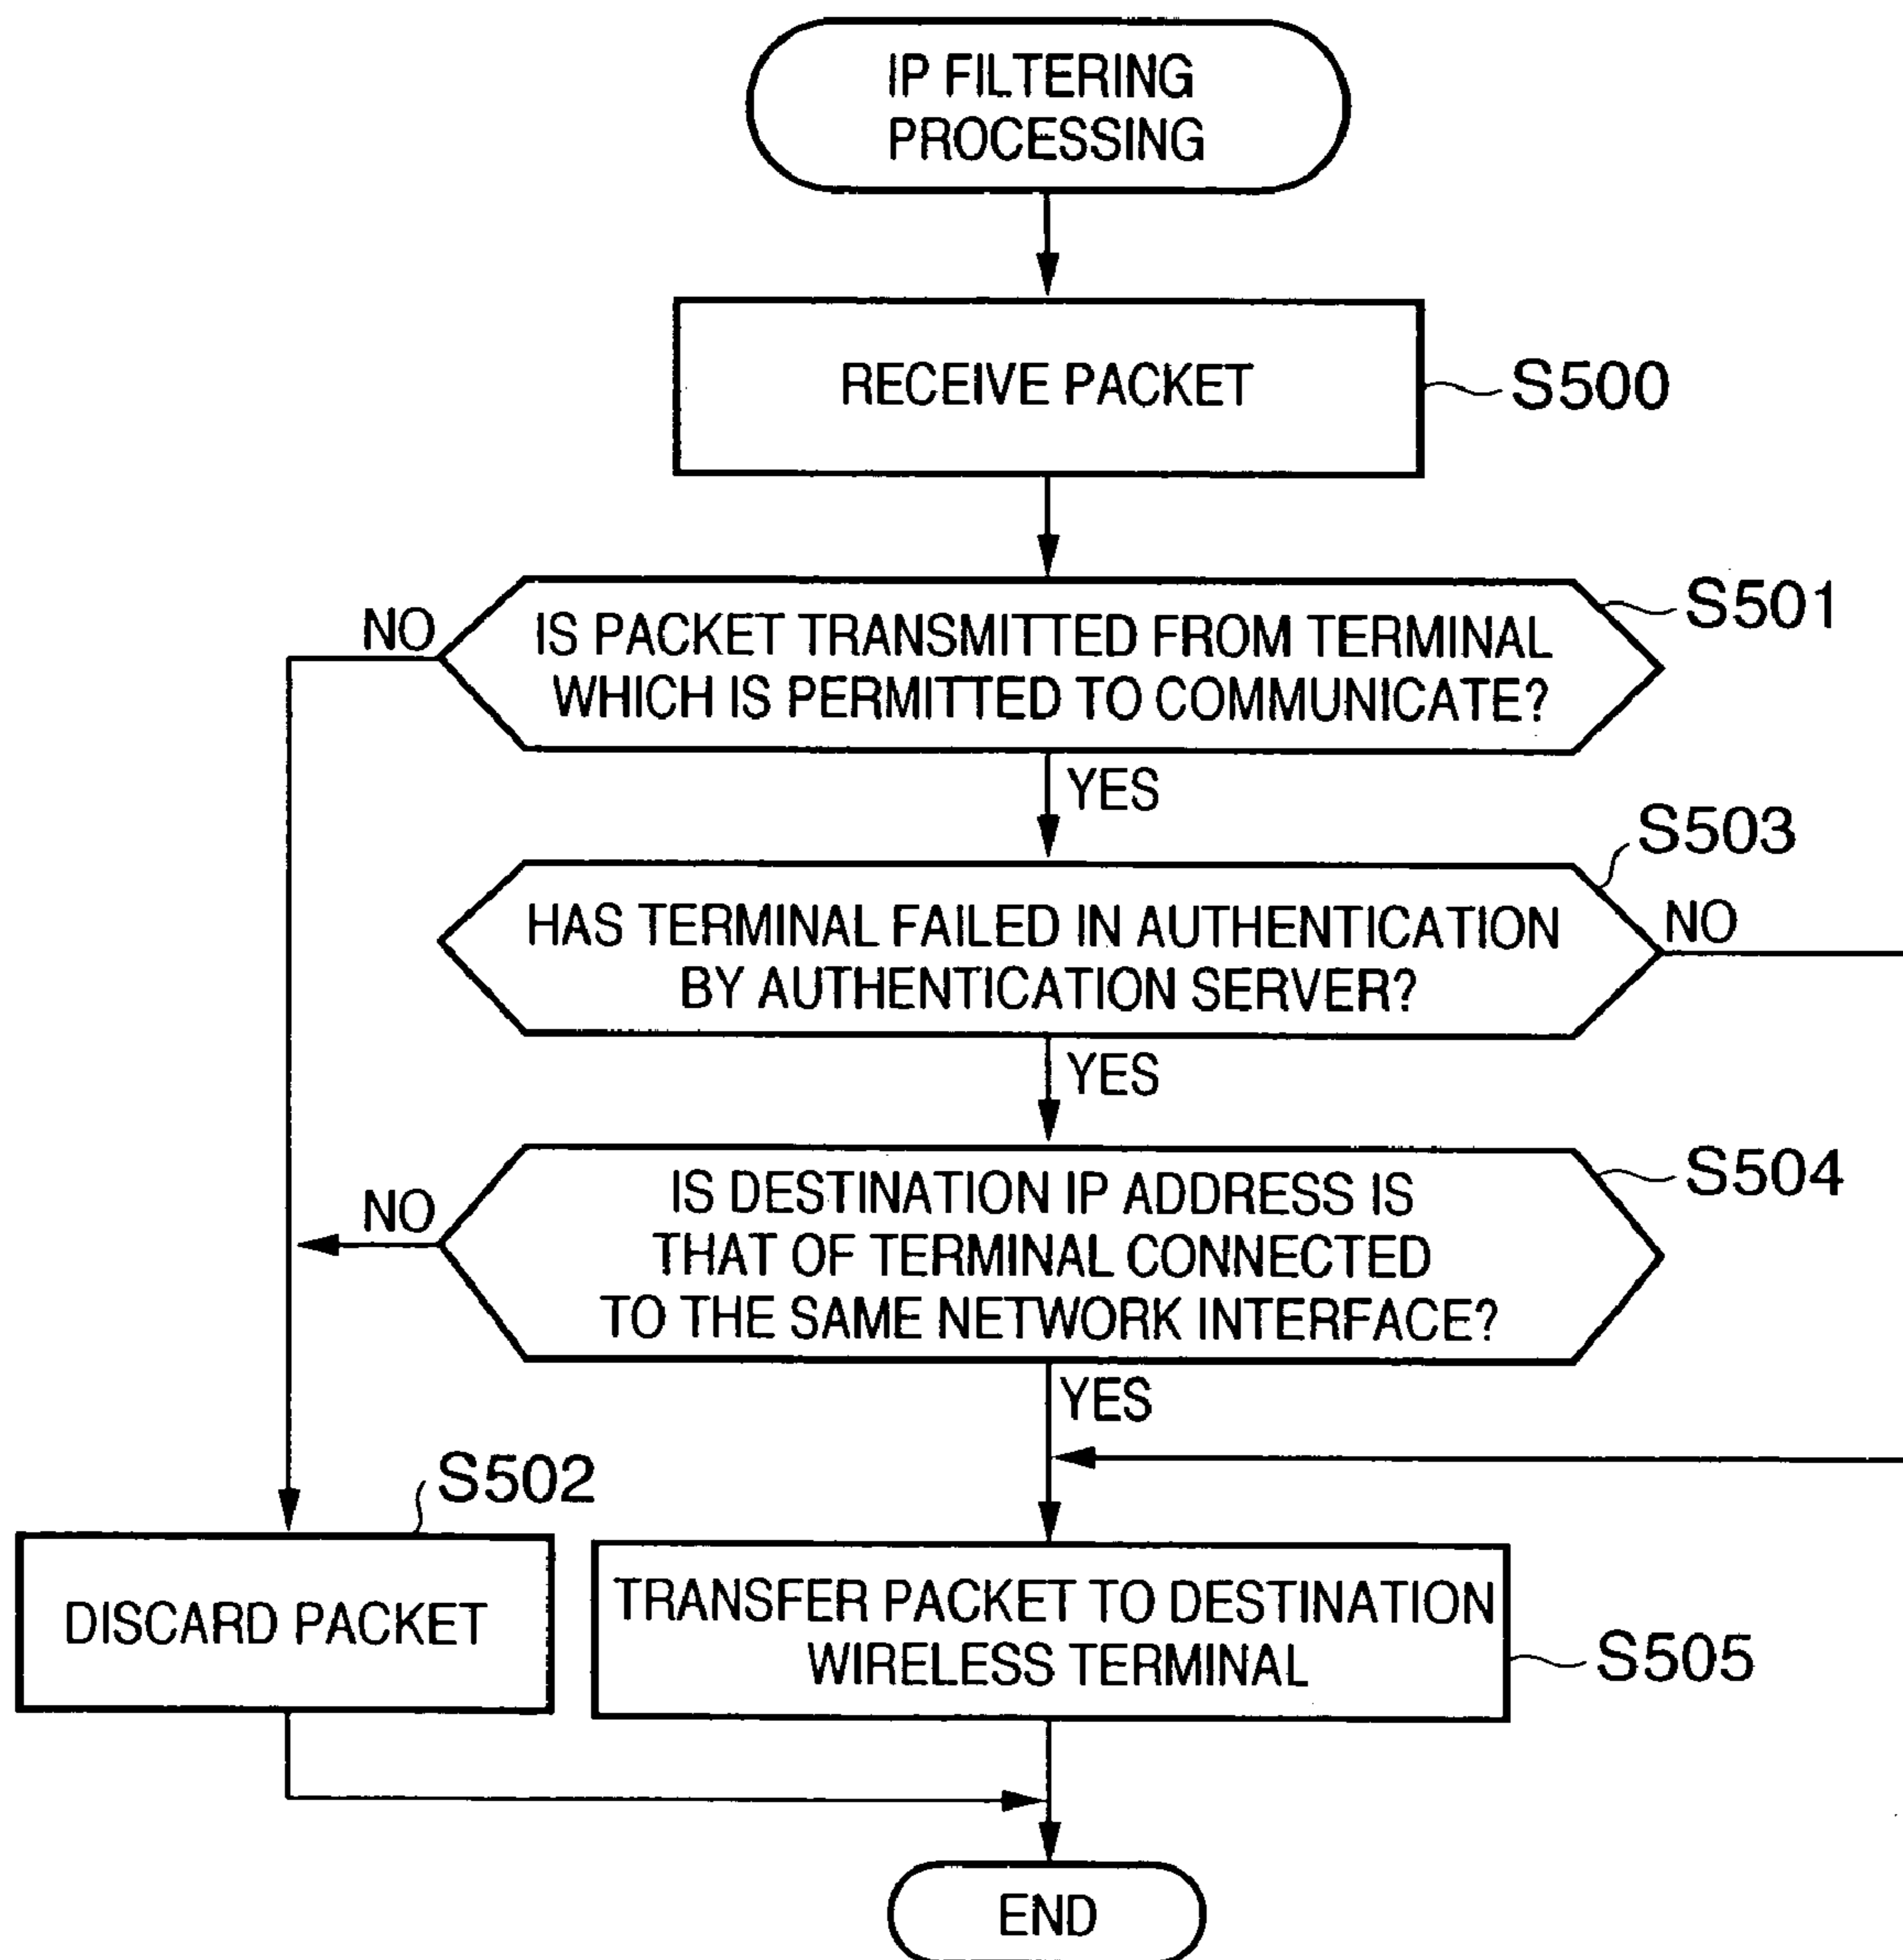 IP FILTERING
PROCESSING
RECEIVE PACKET
S500
S501
NO
IS PACKET TRANSMITTED FROM TERMINAL
WHICH IS PERMITTED TO COMMUNICATE?
YES
S503
HAS TERMINAL FAILED IN AUTHENTICATION
BY AUTHENTICATION SERVER?
NO
YES
S504
NO
IS DESTINATION IP ADDRESS IS
THAT OF TERMINAL CONNECTED
TO THE SAME NETWORK INTERFACE?
YES
S502
DISCARD PACKET
TRANSFER PACKET TO DESTINATION
WIRELESS TERMINAL
S505
END